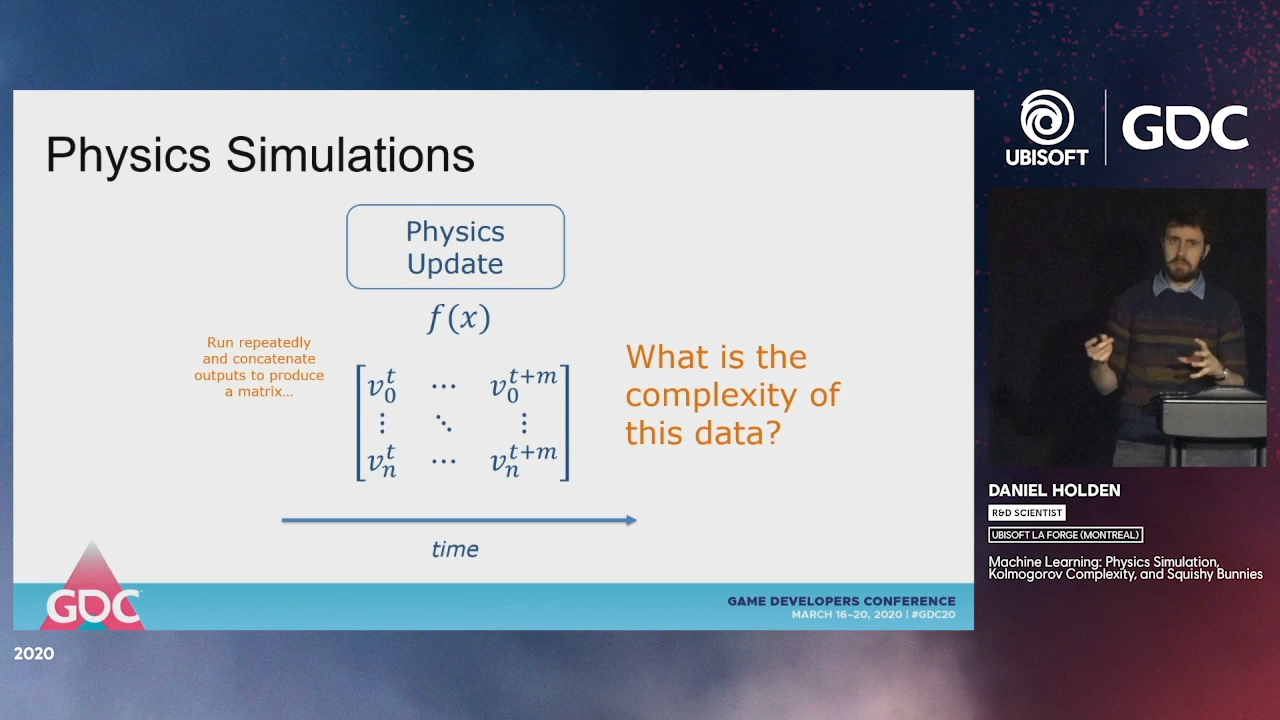 Physics Simulations
Physics
Update
f(x)
Run repeatedly
and concatenate
outputs to produce
a matrix…
v_0^t ⋯ v_0^{t+m}
⋮ ⋱ ⋮
v_n^t ⋯ v_n^{t+m}
What is the
complexity of
this data?
time
GDC
GAME DEVELOPERS CONFERENCE
MARCH 16–20, 2020 | #GDC20
2020
UBISOFT
GDC
DANIEL HOLDEN
R&D SCIENTIST
UBISOFT LA FORGE (MONTREAL)
Machine Learning: Physics Simulation,
Kolmogorov Complexity, and Squishy Bunnies